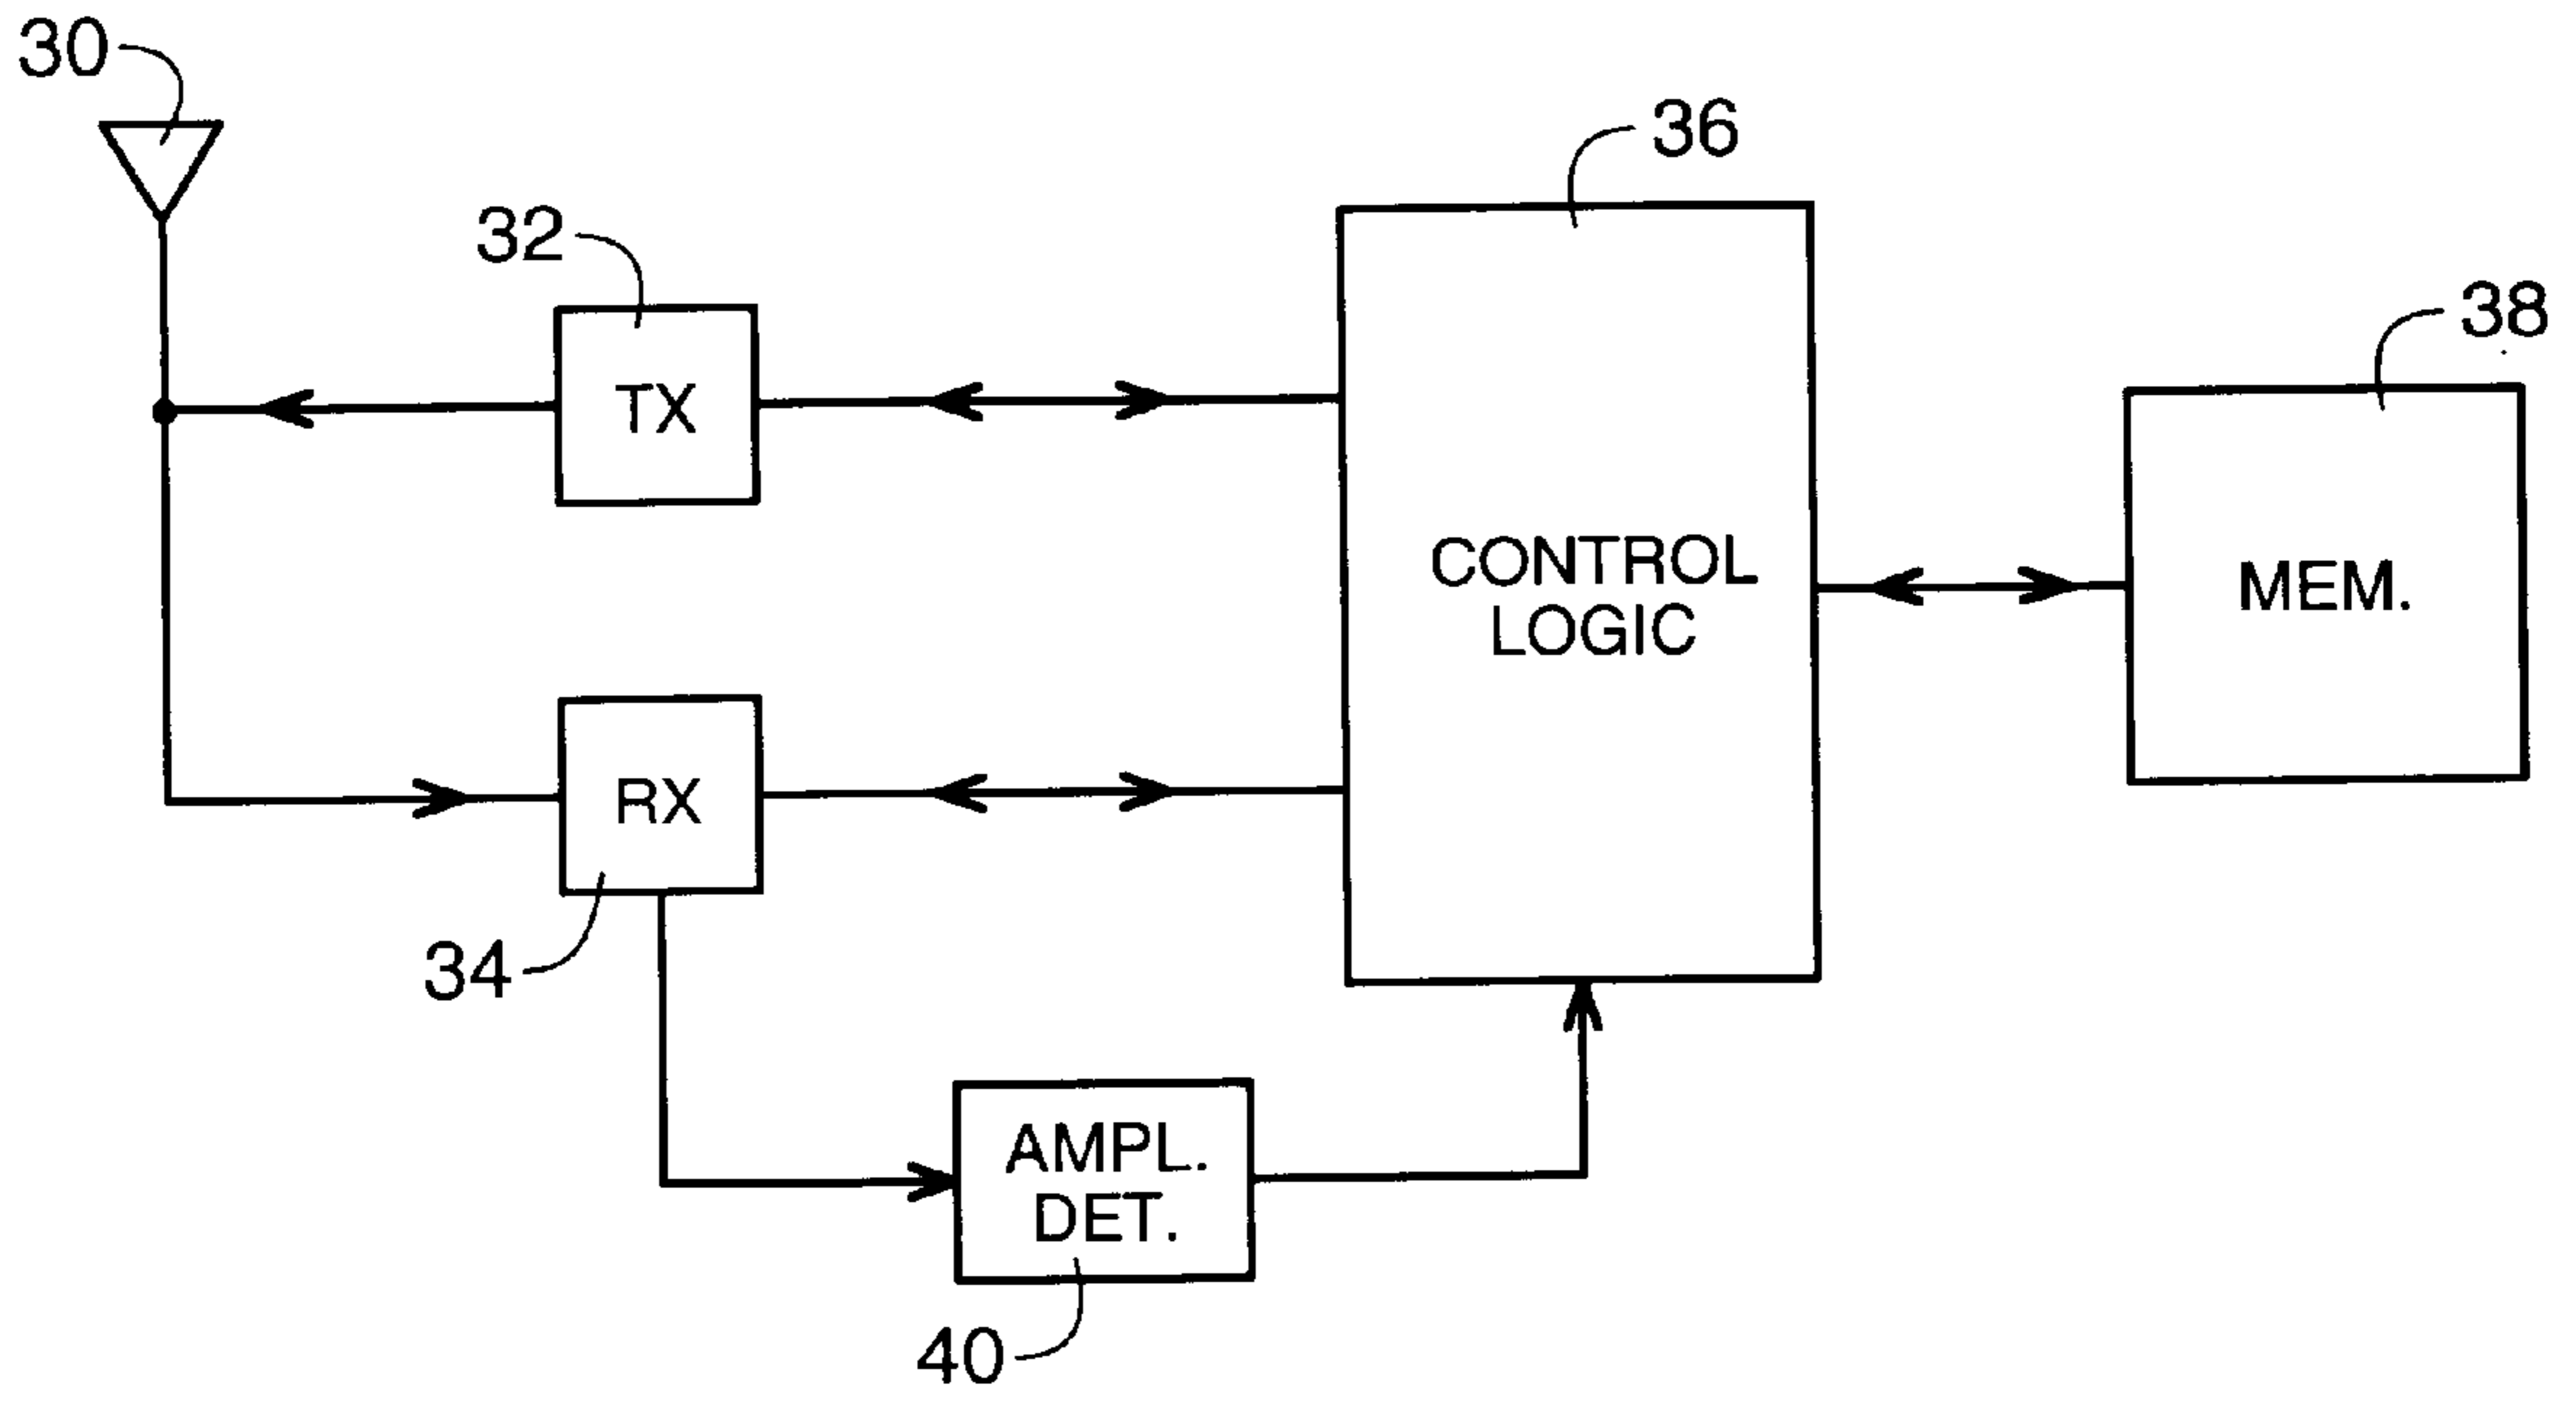 30
36
32
38
TX
CONTROL
LOGIC
MEM.
RX
34
AMPL.
DET.
40